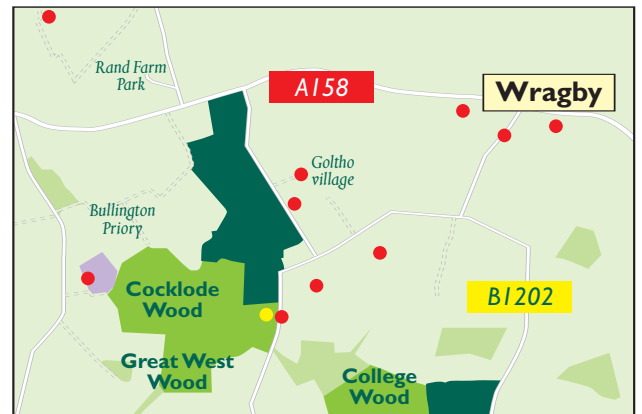 Rand Farm
Park
A158
Wragby
Goltho
village
Bullington
Priory
Cocklode
Wood
B1202
Great West
Wood
College
Wood